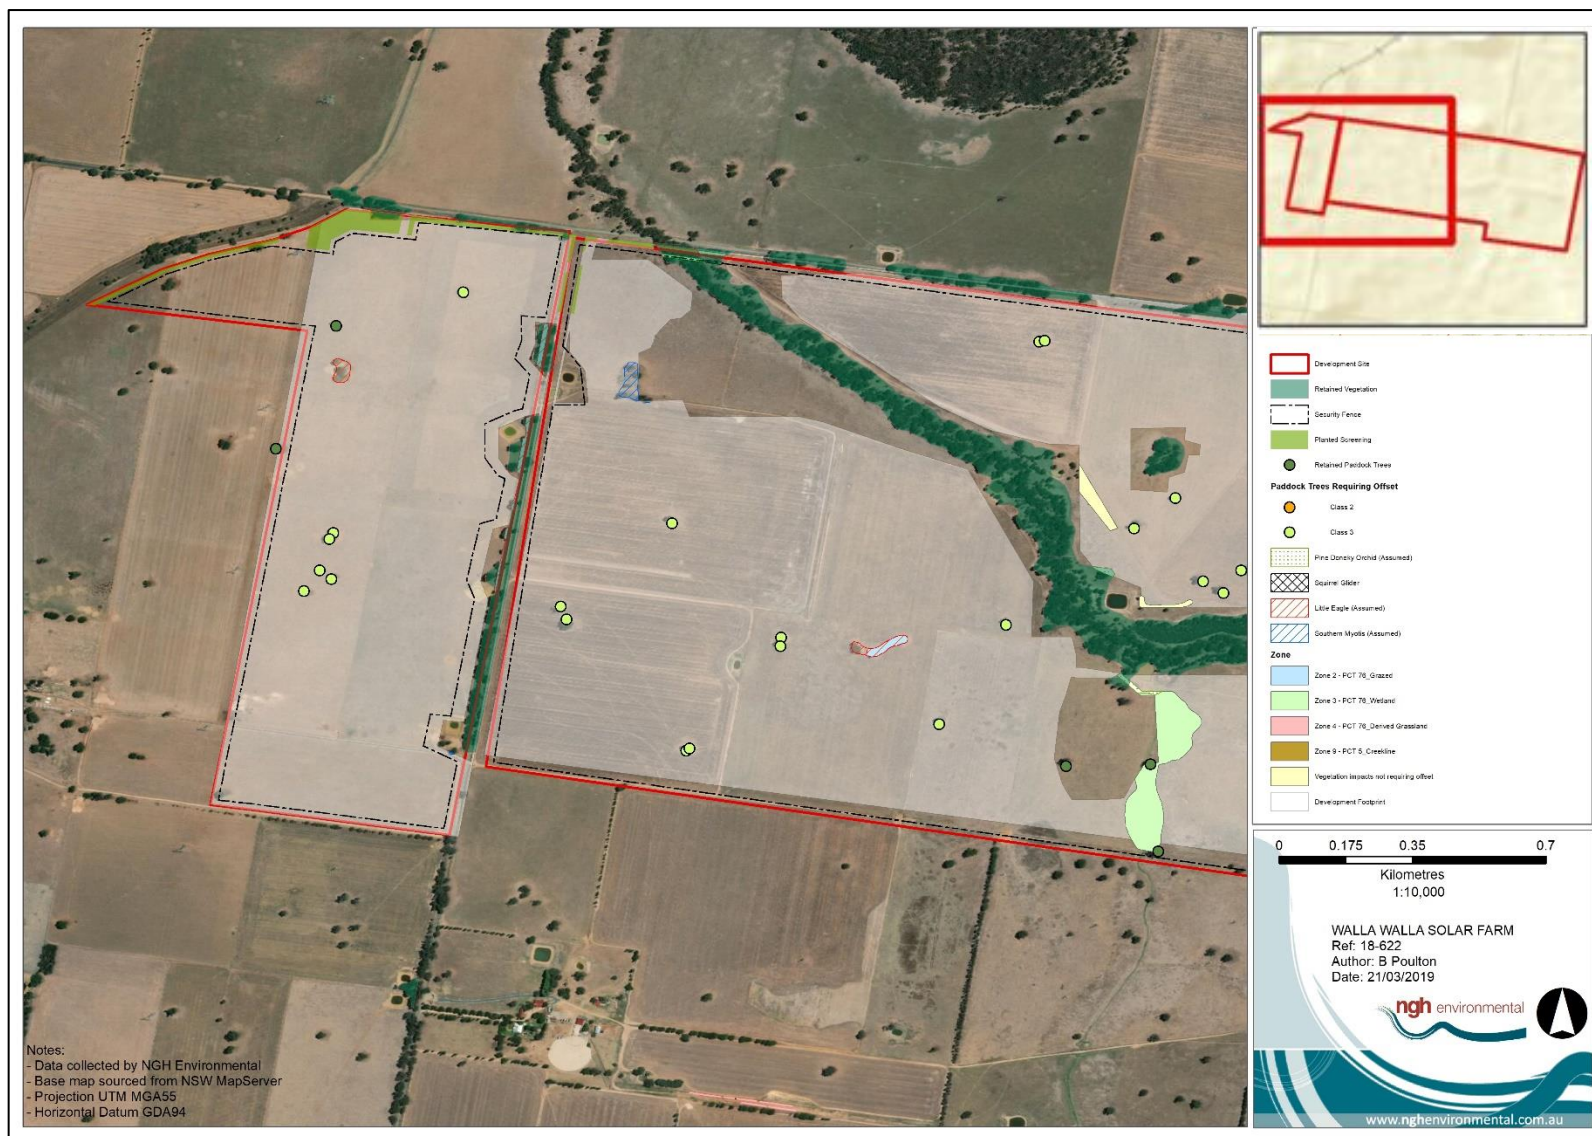 Development Site
Retained Vegetation
Security Fence
Planted Screening
Retained Paddock Trees
Paddock Trees Requiring Offset
Class 2
Class 3
Pine Doneky Orchid (Assumed)
Squirrel Glider
Little Eagle (Assumed)
Southern Myotis (Assumed)
Zone
Zone 2 - PCT 76_Grazed
Zone 3 - PCT 76_Wetland
Zone 4 - PCT 76_Derived Grassland
Zone 9 - PCT 5_Creekline
Vegetation impacts not requiring offset
Development Footprint
0 0.175 0.35 0.7
Kilometres
1:10,000
WALLA WALLA SOLAR FARM
Ref: 18-622
Author: B Poulton
Date: 21/03/2019
ngh environmental
www.nghenvironmental.com.au
Notes:
- Data collected by NGH Environmental
- Base map sourced from NSW MapServer
- Projection UTM MGA55
- Horizontal Datum GDA94